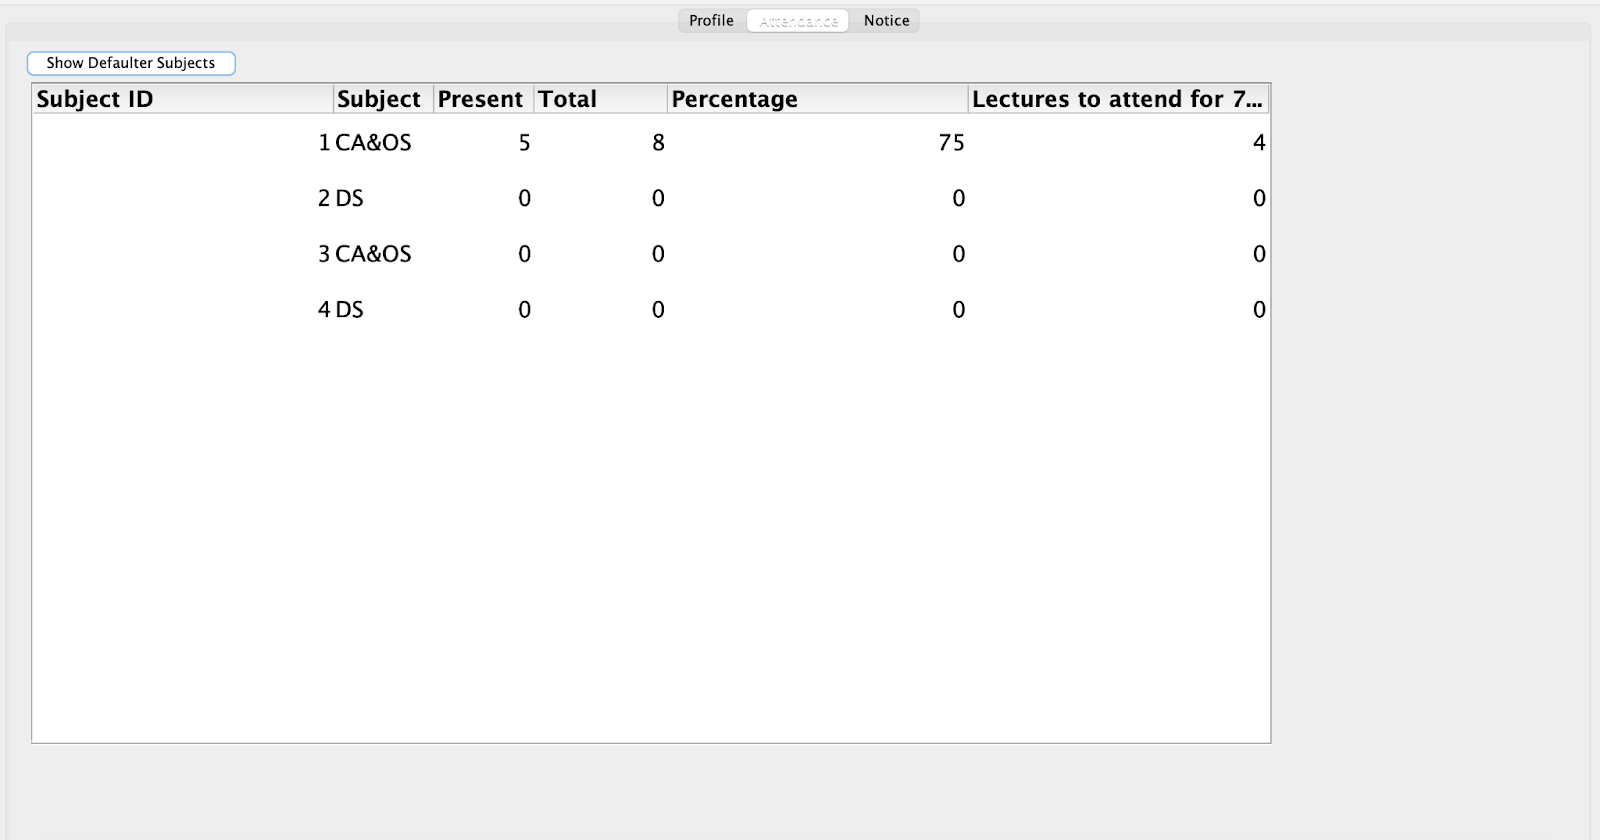 Profile Attendance Notice
Show Defaulter Subjects
Subject ID Subject Present Total Percentage Lectures to attend for 7...
1 CA&OS 5 8 75 4
2 DS 0 0 0 0
3 CA&OS 0 0 0 0
4 DS 0 0 0 0